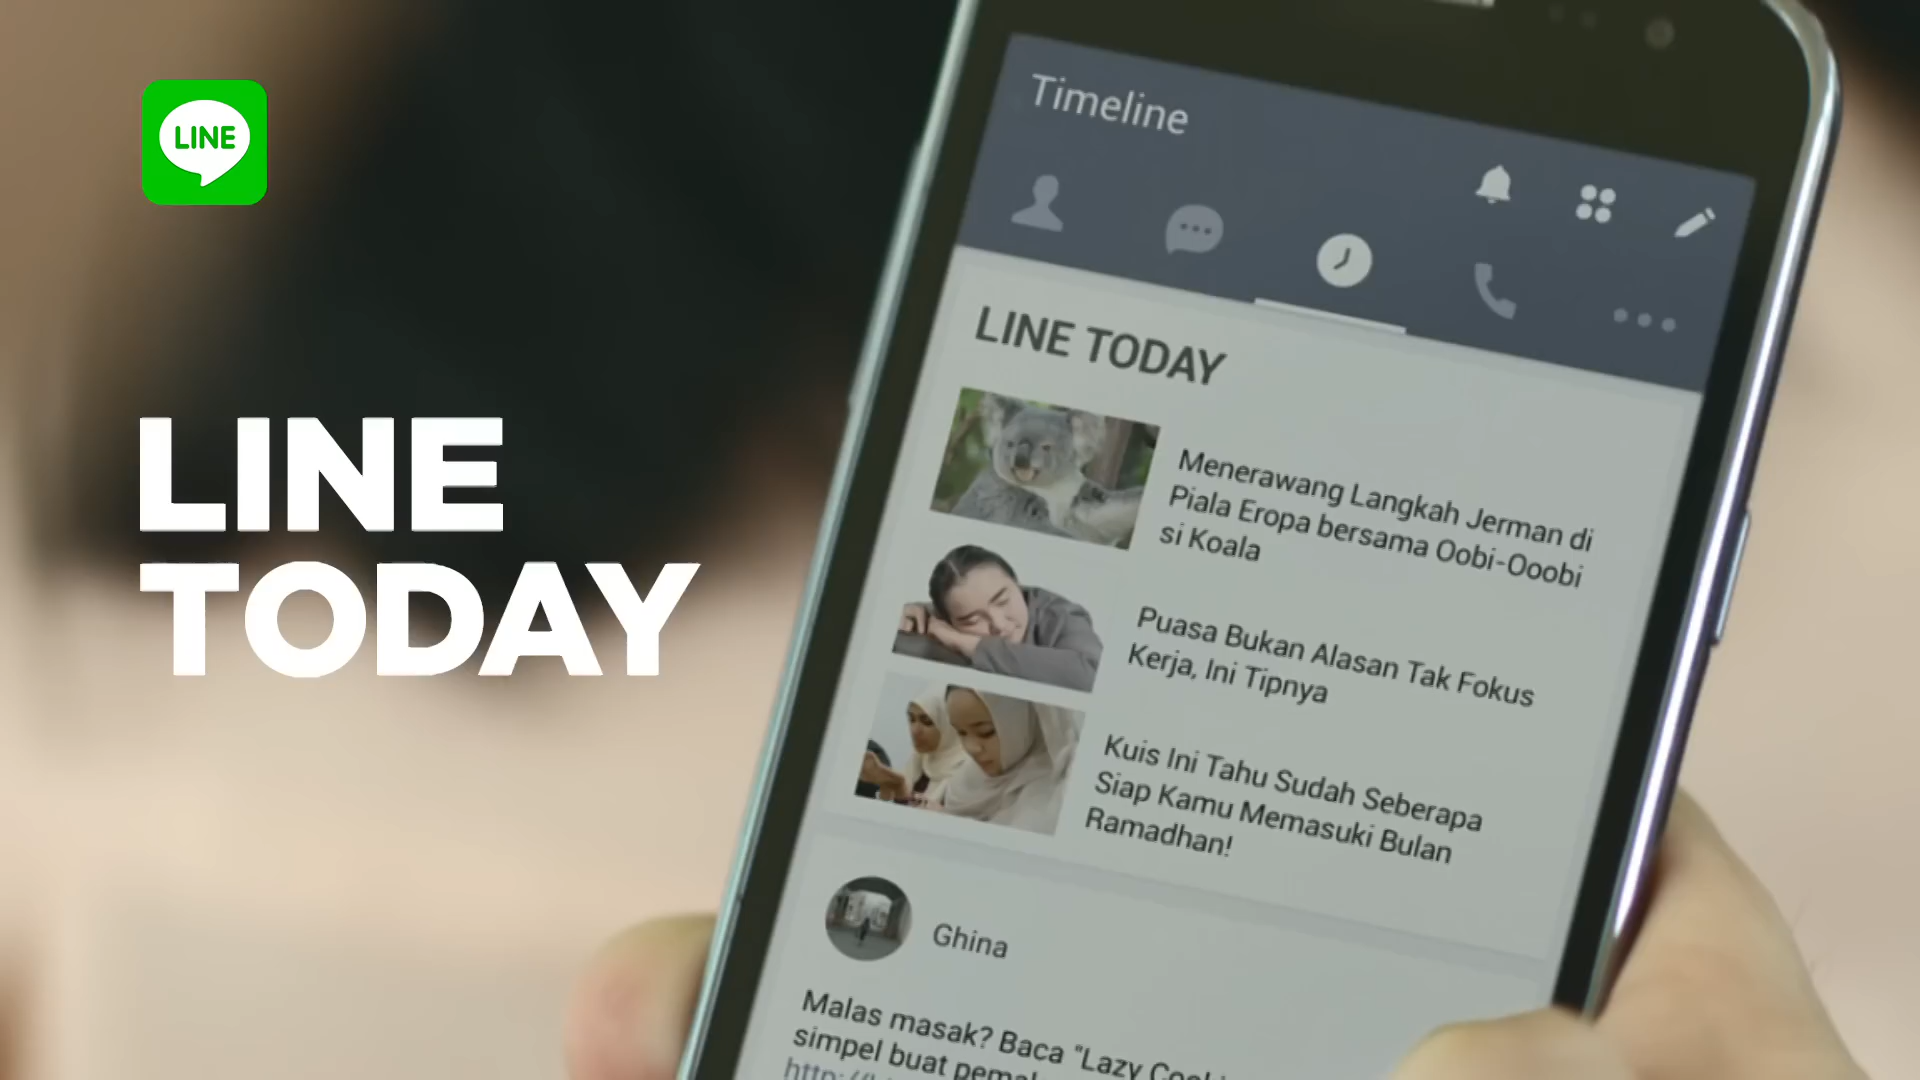 LINE
LINE
TODAY
Timeline
LINE TODAY
Menerawang Langkah Jerman di
Piala Eropa bersama Oobi-Ooobi
si Koala
Puasa Bukan Alasan Tak Fokus
Kerja, Ini Tipnya
Kuis Ini Tahu Sudah Seberapa
Siap Kamu Memasuki Bulan
Ramadhan!
Ghina
Malas masak? Baca "Lazy
simpel buat